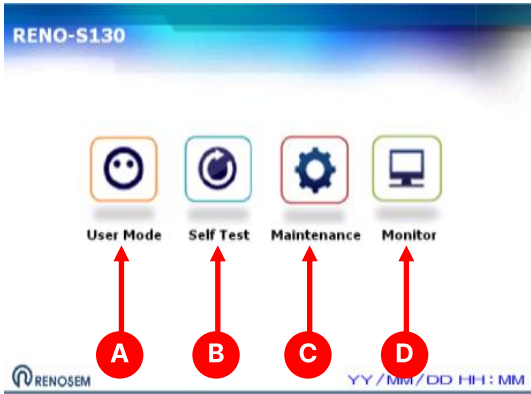 RENO-S130
User Mode Self Test Maintenance Monitor
A B C D
RENOSEM YY/MM/DD HH:MM